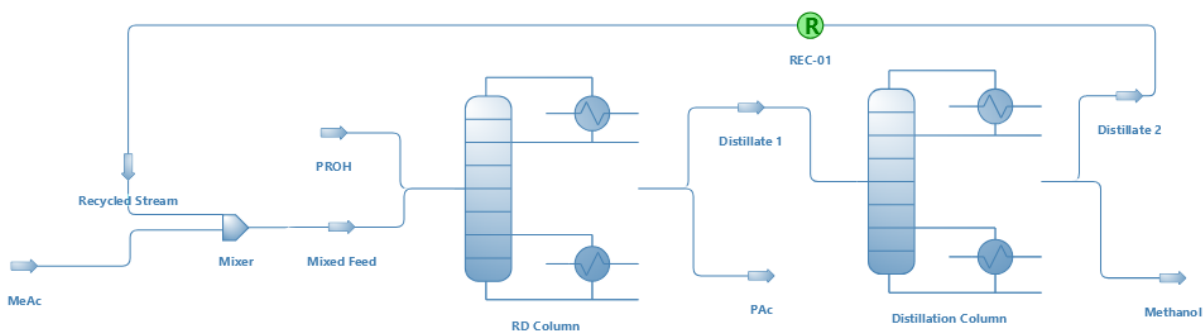 R
REC-01
PROH
Distillate 1
Distillate 2
Recycled Stream
Mixer
Mixed Feed
MeAc
RD Column
PAc
Distillation Column
Methanol